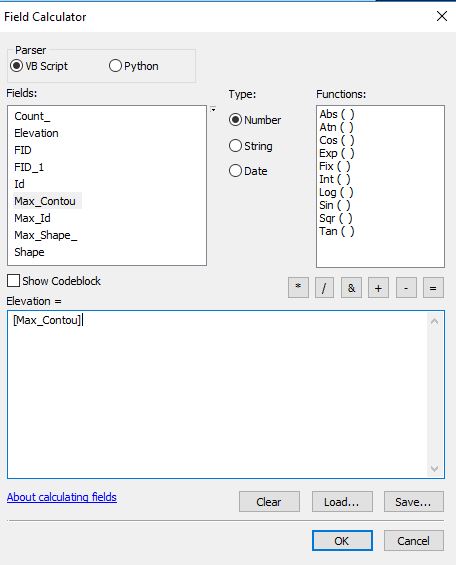 Field Calculator
Parser
VB Script
Python
Fields:
Count_
Elevation
FID
FID_1
Id
Max_Contou
Max_Id
Max_Shape_
Shape
Type:
Number
String
Date
Functions:
Abs ( )
Atn ( )
Cos ( )
Exp ( )
Fix ( )
Int ( )
Log ( )
Sin ( )
Sqr ( )
Tan ( )
Show Codeblock
* / & + - =
Elevation =
[Max_Contou]
About calculating fields
Clear
Load...
Save...
OK
Cancel